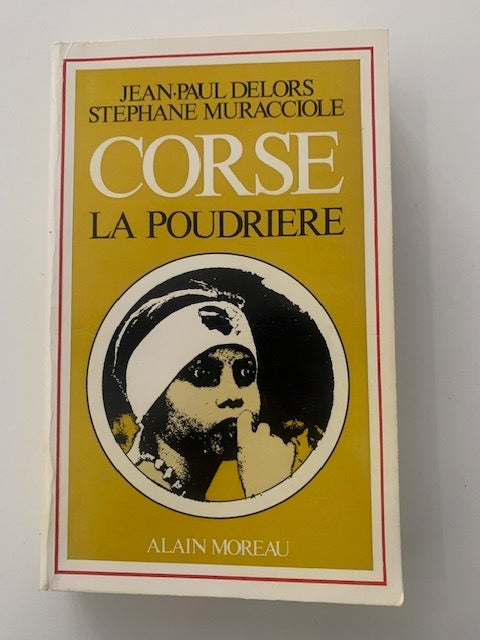 JEAN-PAUL DELORS
STEPHANE MURACCIOLE
CORSE
LA POUDRIERE
ALAIN MOREAU